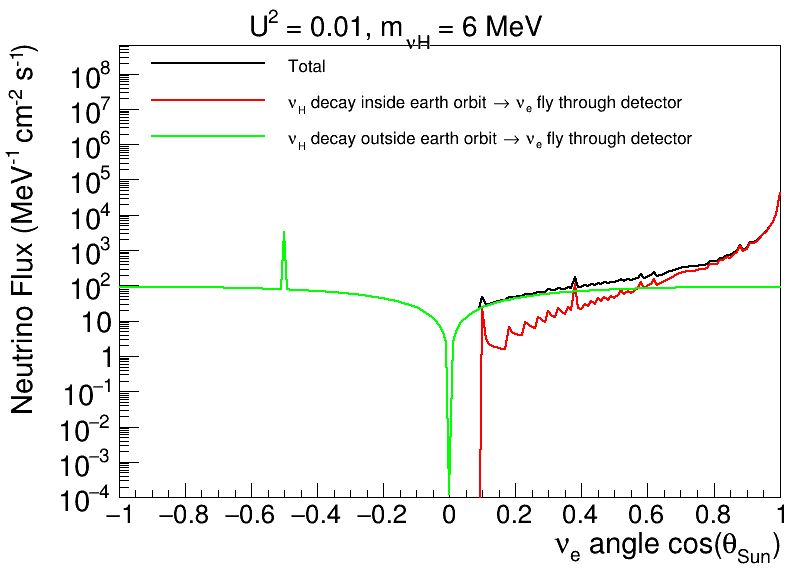 U² = 0.01, m_νH = 6 MeV
Total
ν_H decay inside earth orbit → ν_e fly through detector
ν_H decay outside earth orbit → ν_e fly through detector
Neutrino Flux (MeV⁻¹ cm⁻² s⁻¹)
10⁸
10⁷
10⁶
10⁵
10⁴
10³
10²
10
1
10⁻¹
10⁻²
10⁻³
10⁻⁴
−1 −0.8 −0.6 −0.4 −0.2 0 0.2 0.4 0.6 0.8 1
ν_e angle cos(θ_Sun)